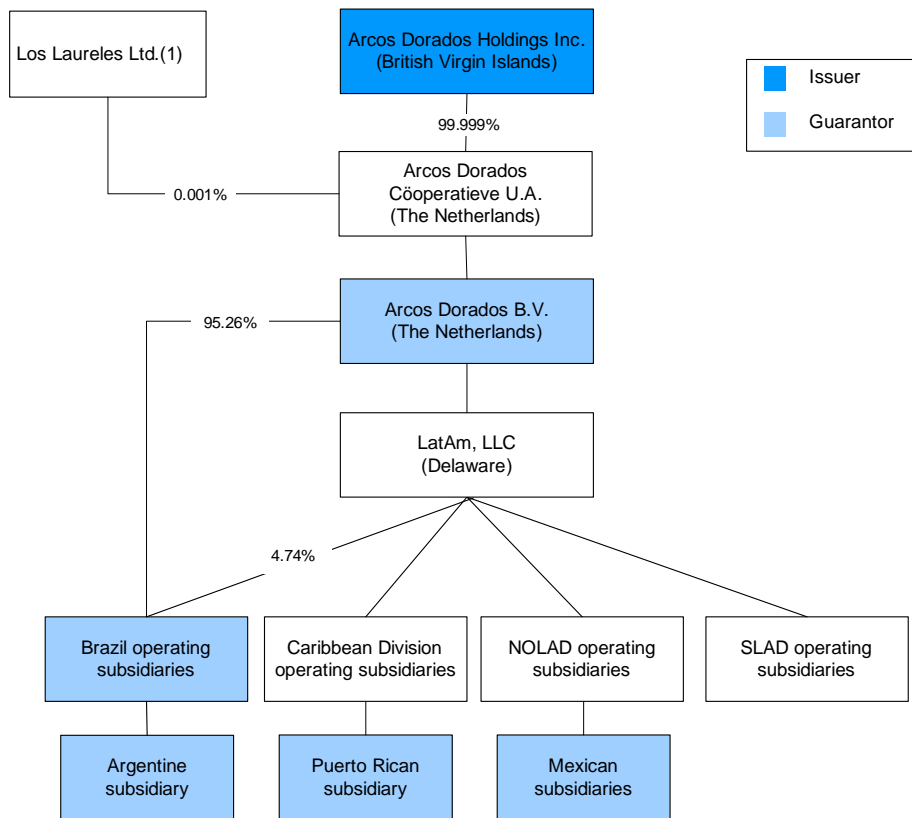 Los Laureles Ltd.(1)
Arcos Dorados Holdings Inc.
(British Virgin Islands)
Issuer
Guarantor
99.999%
0.001%
Arcos Dorados
Cöoperatieve U.A.
(The Netherlands)
95.26%
Arcos Dorados B.V.
(The Netherlands)
LatAm, LLC
(Delaware)
4.74%
Brazil operating
subsidiaries
Caribbean Division
operating subsidiaries
NOLAD operating
subsidiaries
SLAD operating
subsidiaries
Argentine
subsidiary
Puerto Rican
subsidiary
Mexican
subsidiaries